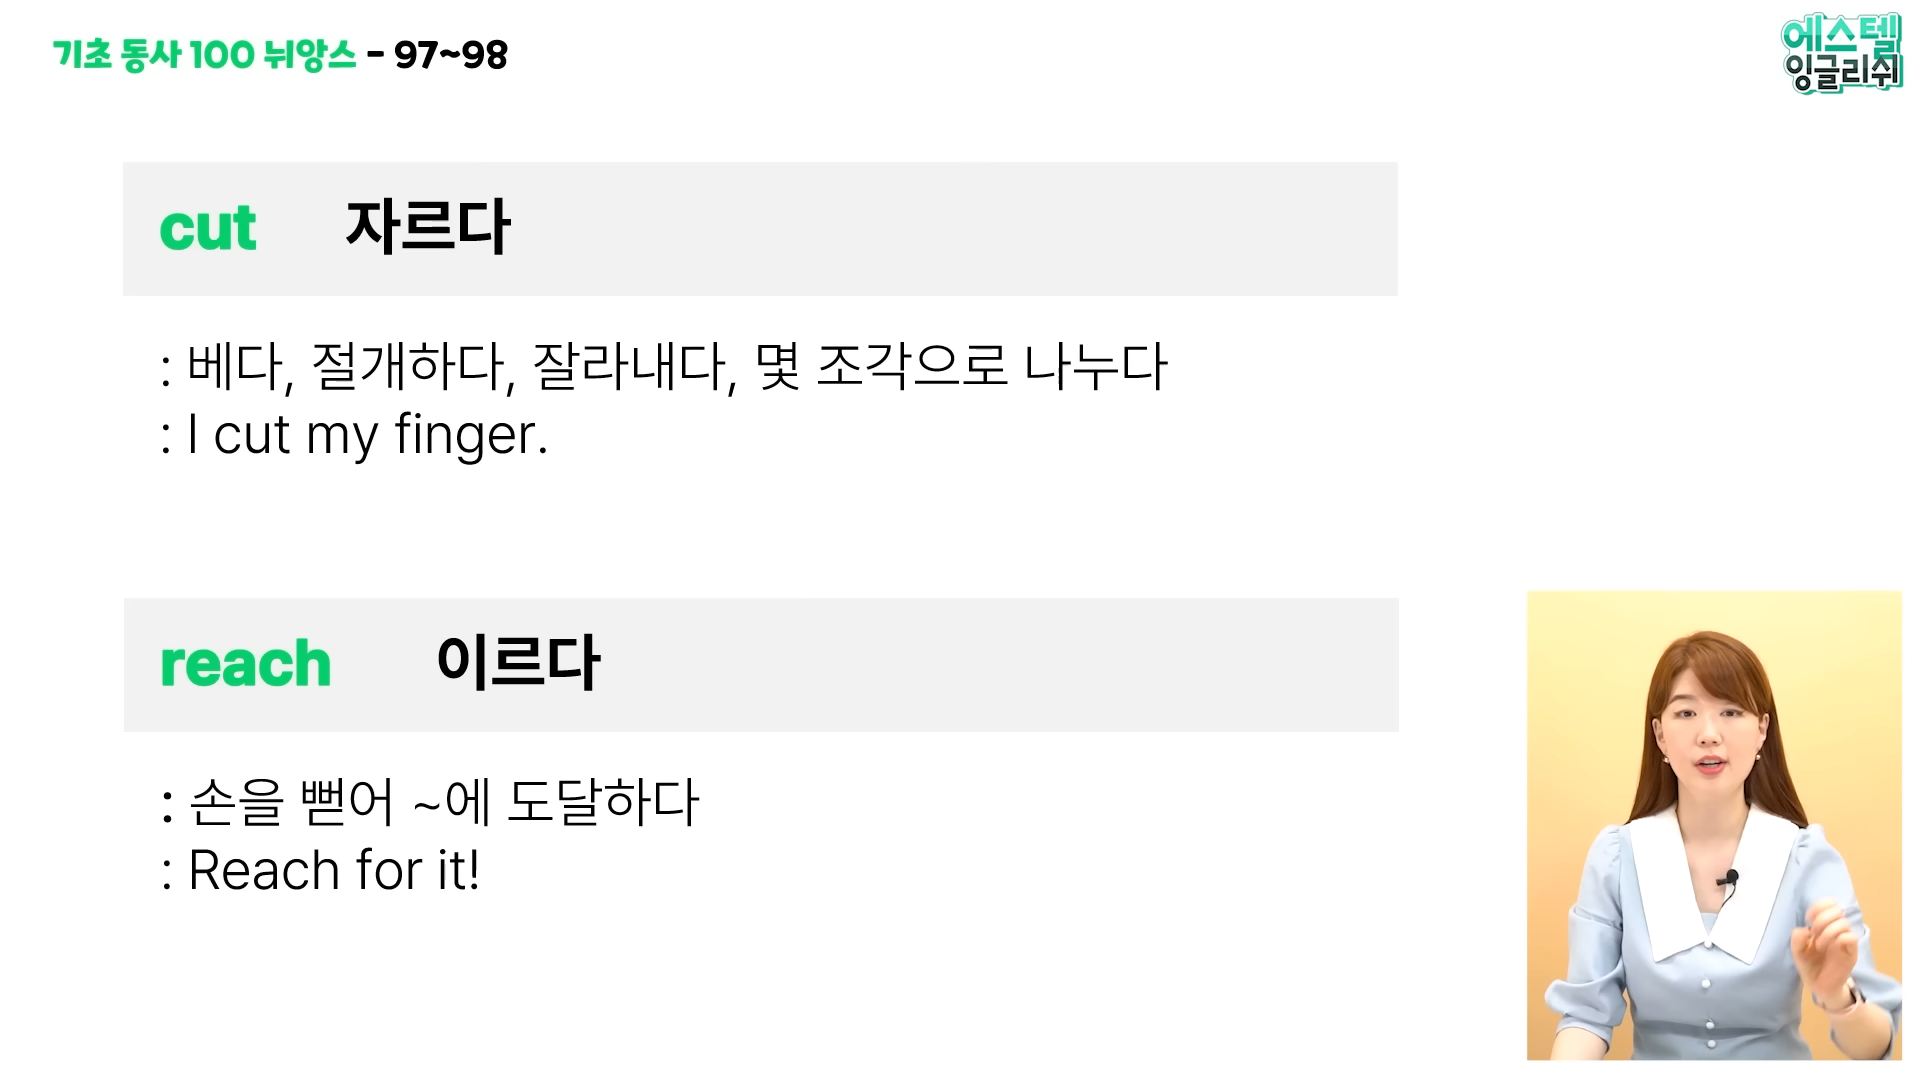 기초 동사 100 뉘앙스 - 97~98
에스텔
잉글리쉬
cut 자르다
: 베다, 절개하다, 잘라내다, 몇 조각으로 나누다
: I cut my finger.
reach 이르다
: 손을 뻗어 ~에 도달하다
: Reach for it!